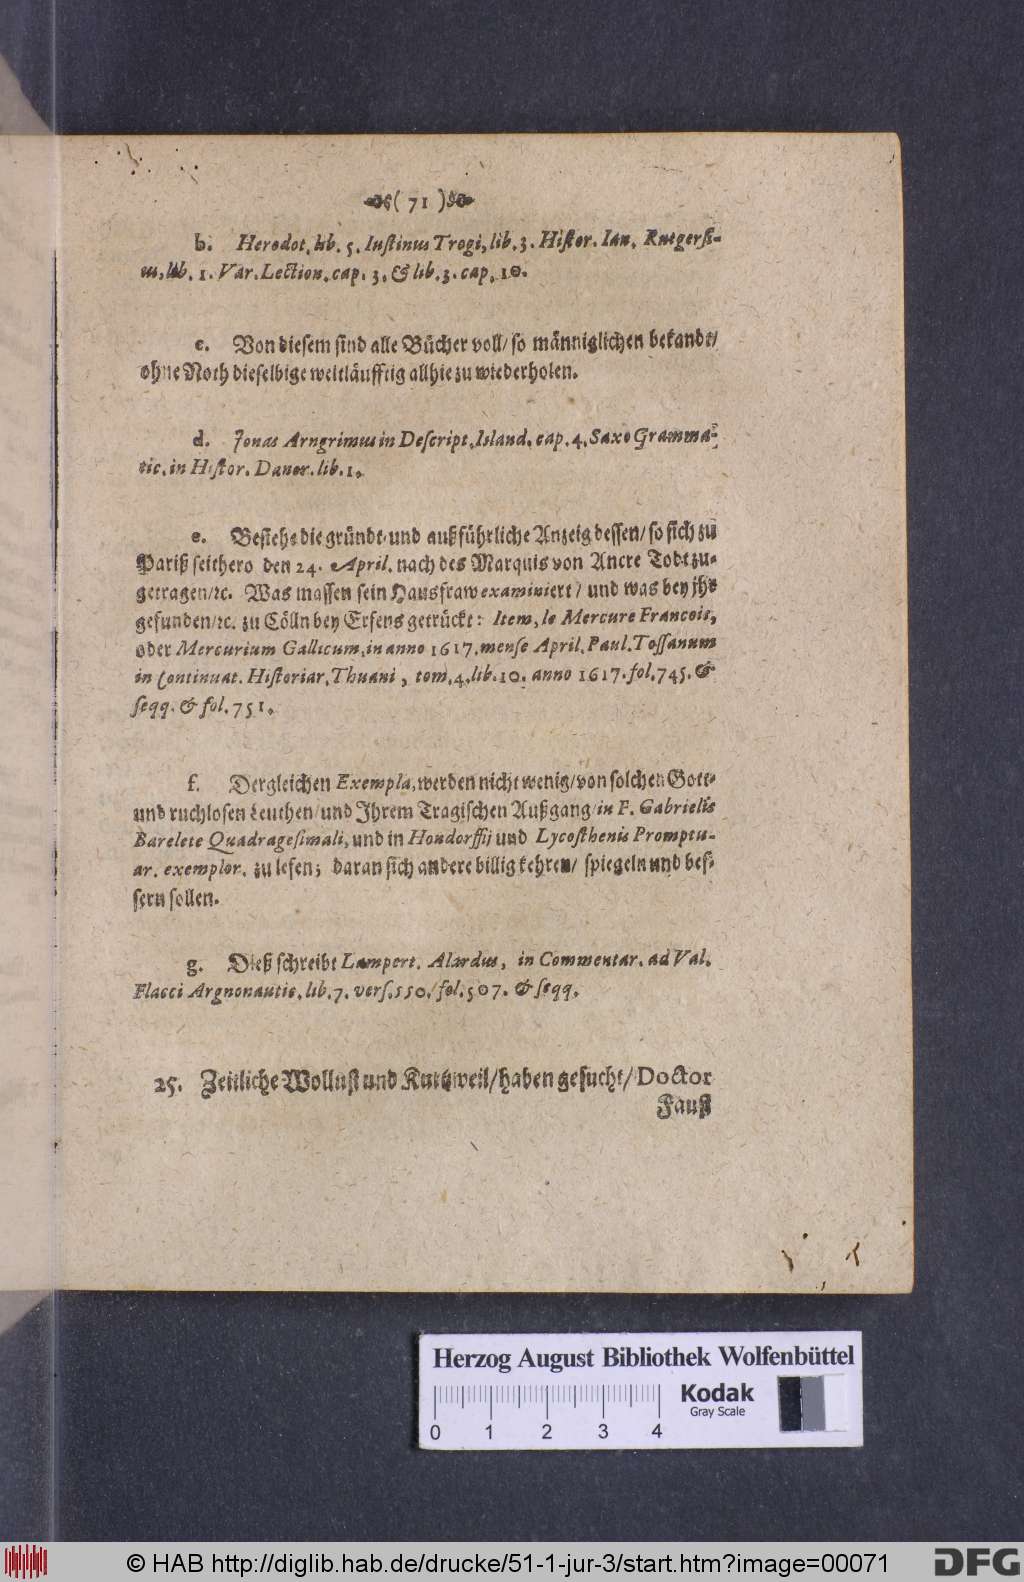 ( 71 )
b. Herodot. lib. 5. Iustinus Trogi, lib. 3. Histor. Ian. Rutgersi-
us, lib. 1. Var. Lection. cap. 3. & lib. 3. cap. 10.
c. Von diesem sind alle Bücher voll/ so männiglichen bekandt/
ohne Noth dieselbige weitläufftig allhie zu wiederholen.
d. Jonas Arngrimus in Descript. Island. cap. 4. Saxo Gramma-
tic. in Histor. Danor. lib. 1.
e. Besiehe die gründt- und außführliche Anzeig dessen/ so sich zu
Pariß seithero den 24. April. nach des Marquis von Ancre Todt zu-
getragen/ꝛc. Was massen sein Hausfraw examiniert/ und was bey jhr
gefunden/ꝛc. zu Cölln bey Erfens getrückt: Item, le Mercure Francois,
oder Mercurium Gallicum, in anno 1617. mense April. Paul. Tossanum
in Continuat. Historiar. Thuani, tom. 4. lib. 10. anno 1617. fol. 745. &
seqq. & fol. 751.
f. Dergleichen Exempla, werden nicht wenig/ von solchen Gott-
und ruchlosen Leuthen/ und Ihrem Tragischen Außgang/ in F. Gabrielis
Barelete Quadragesimali, und in Hondorffij und Lycosthenis Promptu-
ar. exemplor. zu lesen; daran sich andere billig kehren/ spiegeln und bes-
sern sollen.
g. Dieß schreibt Lampert. Alardus, in Commentar. ad Val.
Flacci Argnonautic. lib. 7. vers. 550. / fol. 507. & seqq.
25. Zeitliche Wollust und Kurtzweil/ haben gesucht/ Doctor
Faust
Herzog August Bibliothek Wolfenbüttel
Kodak
Gray Scale
0 1 2 3 4
© HAB http://diglib.hab.de/drucke/51-1-jur-3/start.htm?image=00071
DFG